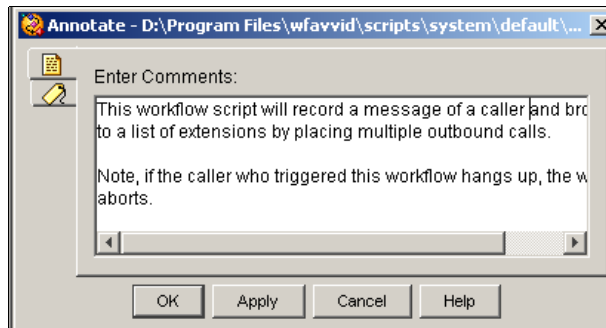 Annotate - D:\Program Files\wfavvid\scripts\system\default\...
Enter Comments:
This workflow script will record a message of a caller and
to a list of extensions by placing multiple outbound calls.
Note, if the caller who triggered this workflow hangs up, the
aborts.
OK Apply Cancel Help